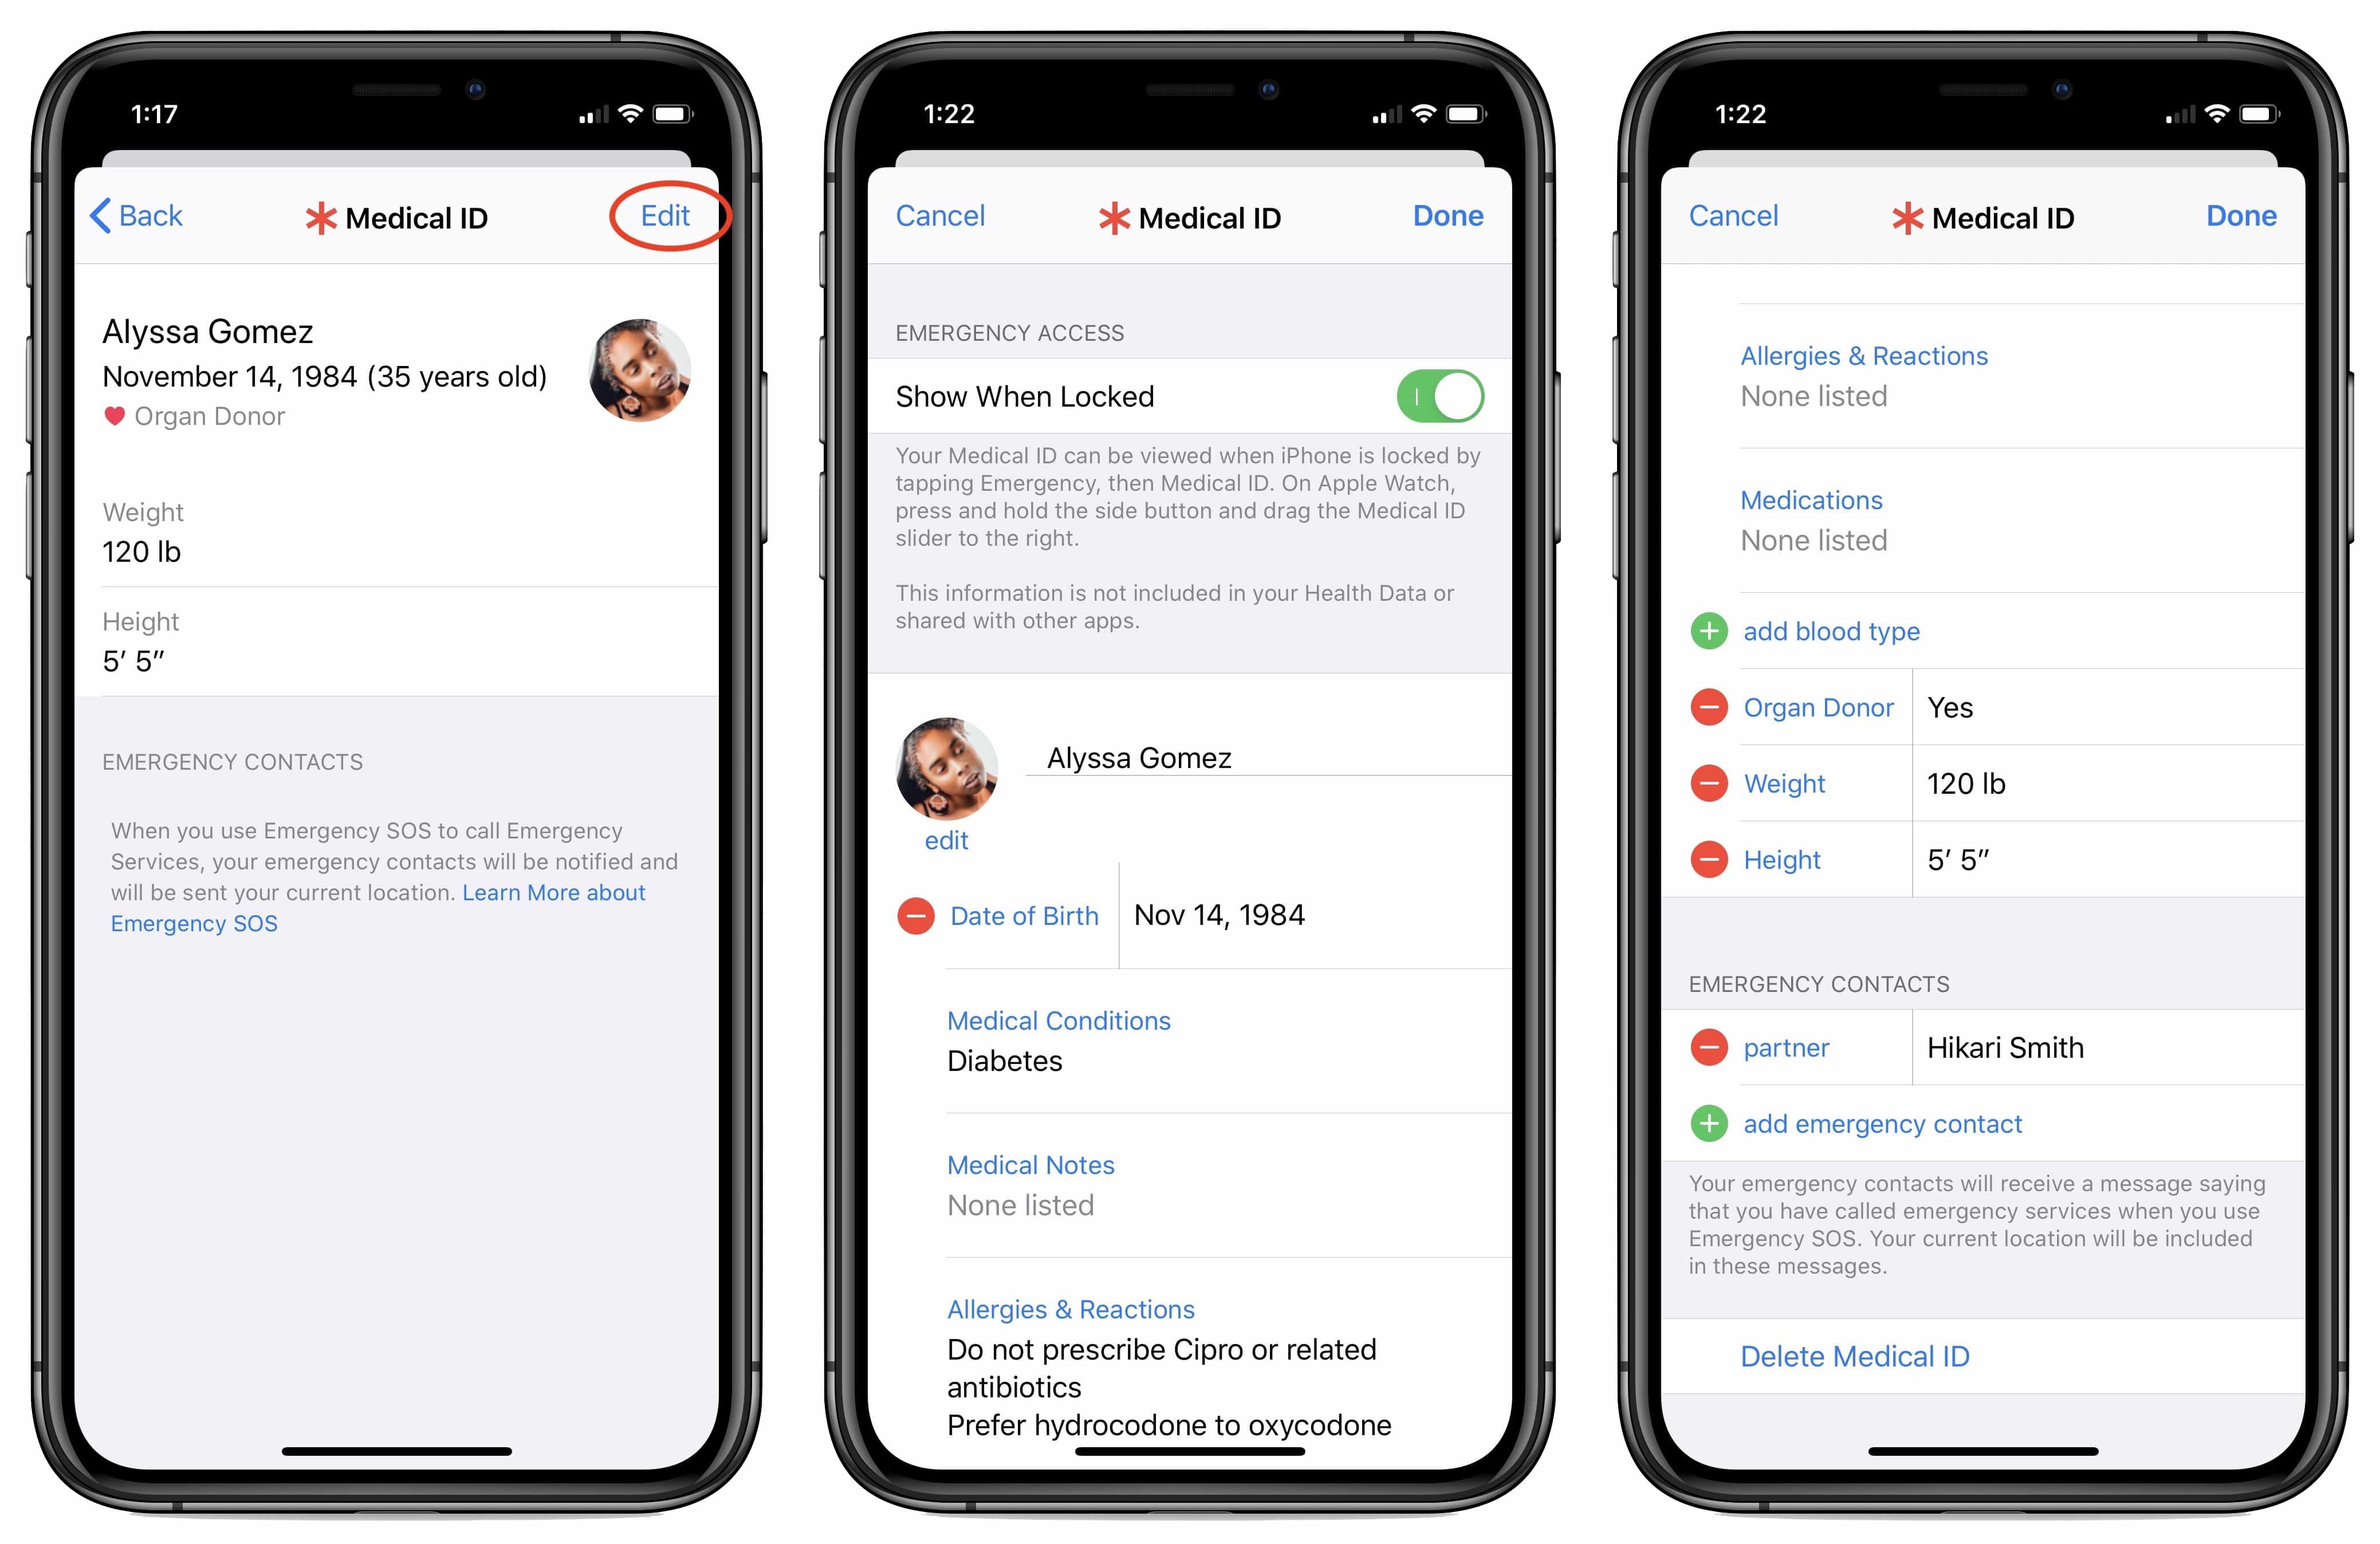 1:17
Back
Medical ID
Edit
Alyssa Gomez
November 14, 1984 (35 years old)
Organ Donor
Weight
120 lb
Height
5′ 5″
EMERGENCY CONTACTS
When you use Emergency SOS to call Emergency
Services, your emergency contacts will be notified and
will be sent your current location. Learn More about
Emergency SOS
1:22
Cancel
Medical ID
Done
EMERGENCY ACCESS
Show When Locked
Your Medical ID can be viewed when iPhone is locked by
tapping Emergency, then Medical ID. On Apple Watch,
press and hold the side button and drag the Medical ID
slider to the right.
This information is not included in your Health Data or
shared with other apps.
Alyssa Gomez
edit
Date of Birth
Nov 14, 1984
Medical Conditions
Diabetes
Medical Notes
None listed
Allergies & Reactions
Do not prescribe Cipro or related
antibiotics
Prefer hydrocodone to oxycodone
1:22
Cancel
Medical ID
Done
Allergies & Reactions
None listed
Medications
None listed
add blood type
Organ Donor
Yes
Weight
120 lb
Height
5′ 5″
EMERGENCY CONTACTS
partner
Hikari Smith
add emergency contact
Your emergency contacts will receive a message saying
that you have called emergency services when you use
Emergency SOS. Your current location will be included
in these messages.
Delete Medical ID